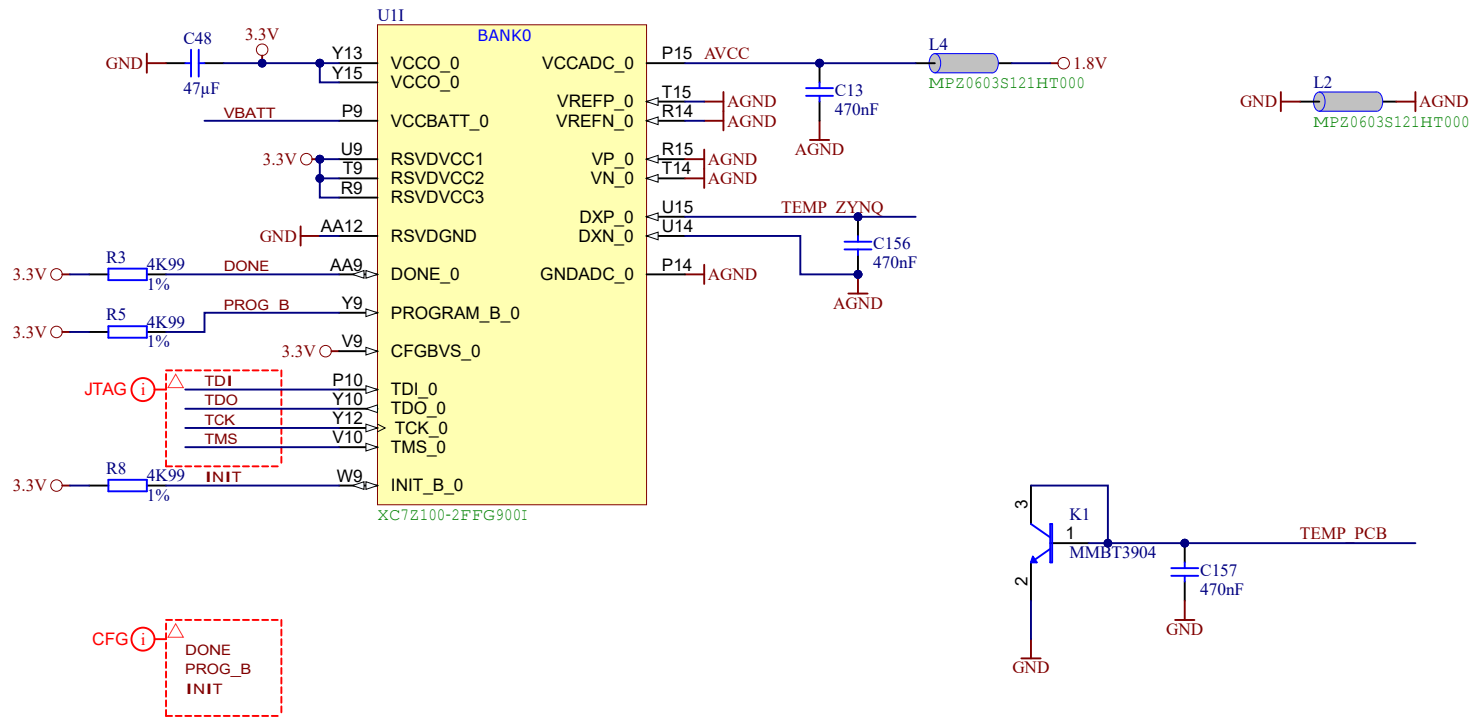 U1I
BANK0
C48
3.3V
GND
47µF
Y13
VCCO_0
Y15
VCCO_0
VBATT
P9
VCCBATT_0
3.3V
U9
RSVDVCC1
T9
RSVDVCC2
R9
RSVDVCC3
GND
AA12
RSVDGND
R3
3.3V
4K99
1%
DONE
AA9
DONE_0
R5
3.3V
4K99
1%
PROG_B
Y9
PROGRAM_B_0
3.3V
V9
CFGBVS_0
JTAG
i
TDI
P10
TDI_0
TDO
Y10
TDO_0
TCK
Y12
TCK_0
TMS
V10
TMS_0
R8
3.3V
4K99
1%
INIT
W9
INIT_B_0
XC7Z100-2FFG900I
VCCADC_0
P15
AVCC
L4
1.8V
MPZ0603S121HT000
C13
470nF
AGND
VREFP_0
T15
AGND
VREFN_0
R14
AGND
VP_0
R15
AGND
VN_0
T14
AGND
DXP_0
U15
TEMP_ZYNQ
DXN_0
U14
C156
470nF
AGND
GNDADC_0
P14
AGND
L2
GND
AGND
MPZ0603S121HT000
3
K1
1
MMBT3904
2
GND
TEMP_PCB
C157
470nF
GND
CFG
i
DONE
PROG_B
INIT